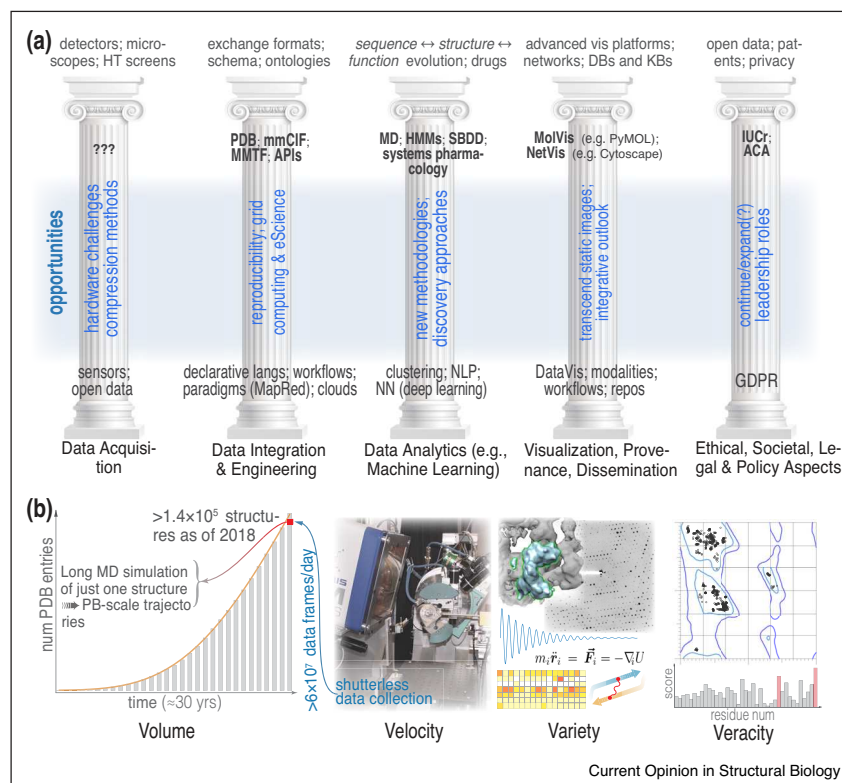 (a)
detectors; micro-
scopes; HT screens
exchange formats;
schema; ontologies
sequence ↔ structure ↔
function evolution; drugs
advanced vis platforms;
networks; DBs and KBs
open data; pat-
ents; privacy
???
PDB; mmCIF;
MMTF; APIs
MD; HMMs; SBDD;
systems pharma-
cology
MolVis (e.g. PyMOL);
NetVis (e.g. Cytoscape)
IUCr;
ACA
opportunities
hardware challenges
compression methods
reproducibility; grid
computing & eScience
new methodologies;
discovery approaches
transcend static images;
integrative outlook
continue/expand(?)
leadership roles
sensors;
open data
declarative langs; workflows;
paradigms (MapRed); clouds
clustering; NLP;
NN (deep learning)
DataVis; modalities;
workflows; repos
GDPR
Data Acquisi-
tion
Data Integration
& Engineering
Data Analytics (e.g.,
Machine Learning)
Visualization, Prove-
nance, Dissemination
Ethical, Societal, Le-
gal & Policy Aspects
(b)
num PDB entries
>1.4×10⁵ structu-
res as of 2018
Long MD simulation
of just one structure
PB-scale trajecto
ries
time (≈30 yrs)
Volume
>6×10⁷ data frames/day
shutterless
data collection
Velocity
mᵢr̈ᵢ = F⃗ᵢ = −∇ᵢU
Variety
score
residue num
Veracity
Current Opinion in Structural Biology